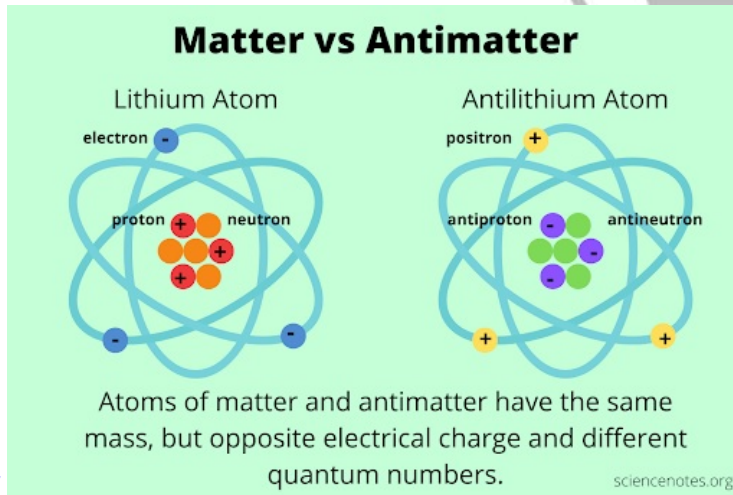 Matter vs Antimatter
Lithium Atom
Antilithium Atom
electron
-
positron
+
proton
+
neutron
antiproton
-
antineutron
+
-
+
-
-
-
+
+
Atoms of matter and antimatter have the same
mass, but opposite electrical charge and different
quantum numbers.
sciencenotes.org